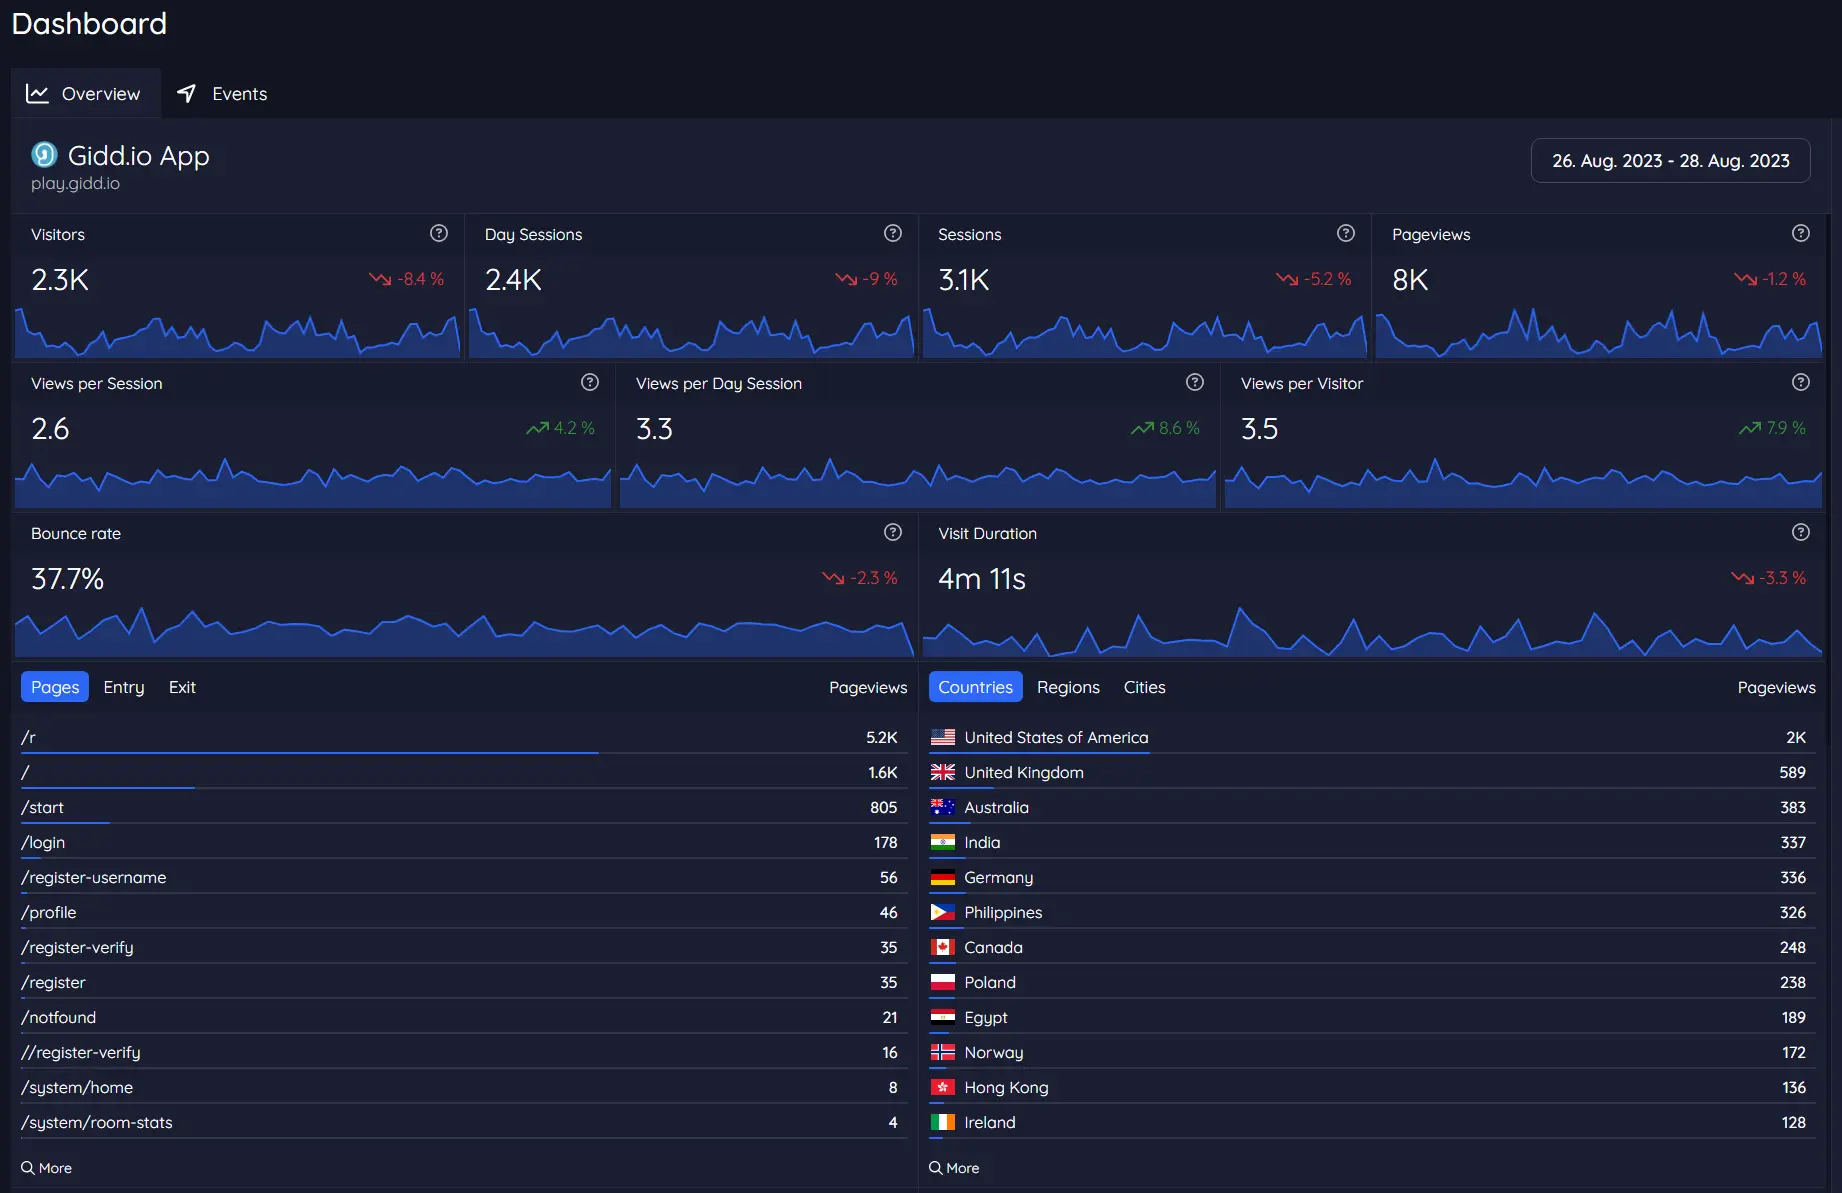 Dashboard
Overview
Events
Gidd.io App
play.gidd.io
26. Aug. 2023 - 28. Aug. 2023
Visitors
2.3K
-8.4 %
Day Sessions
2.4K
-9 %
Sessions
3.1K
-5.2 %
Pageviews
8K
-1.2 %
Views per Session
2.6
4.2 %
Views per Day Session
3.3
8.6 %
Views per Visitor
3.5
7.9 %
Bounce rate
37.7%
-2.3 %
Visit Duration
4m 11s
-3.3 %
Pages Entry Exit Pageviews
/r 5.2K
/ 1.6K
/start 805
/login 178
/register-username 56
/profile 46
/register-verify 35
/register 35
/notfound 21
//register-verify 16
/system/home 8
/system/room-stats 4
More
Countries Regions Cities Pageviews
United States of America 2K
United Kingdom 589
Australia 383
India 337
Germany 336
Philippines 326
Canada 248
Poland 238
Egypt 189
Norway 172
Hong Kong 136
Ireland 128
More